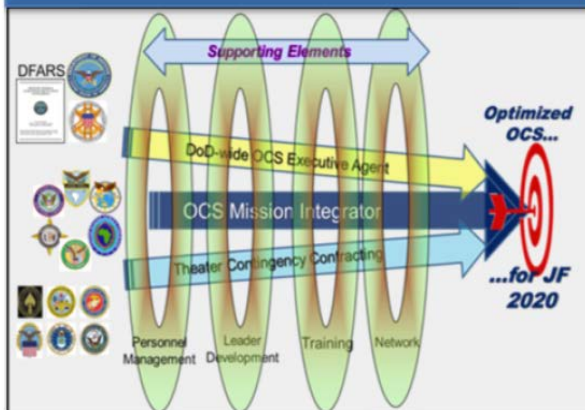 Supporting Elements
DFARS
Optimized
OCS...
DoD-wide OCS Executive Agent
OCS Mission Integrator
Theater Contingency Contracting
...for JF
2020
Personnel
Management
Leader
Development
Training
Network